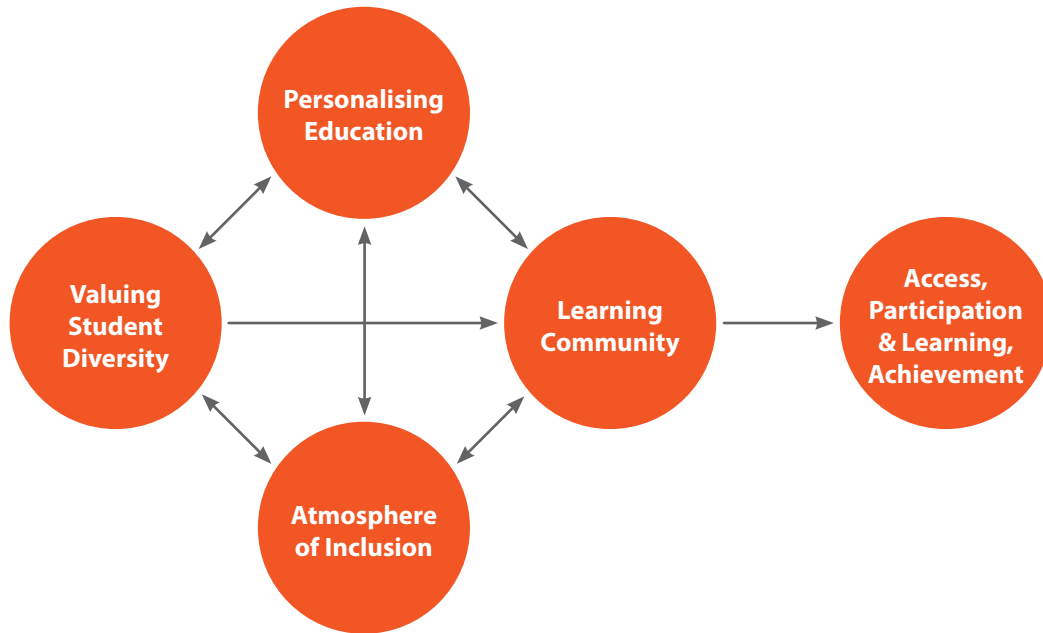 Personalising
Education
Valuing
Student
Diversity
Learning
Community
Access,
Participation
& Learning,
Achievement
Atmosphere
of Inclusion